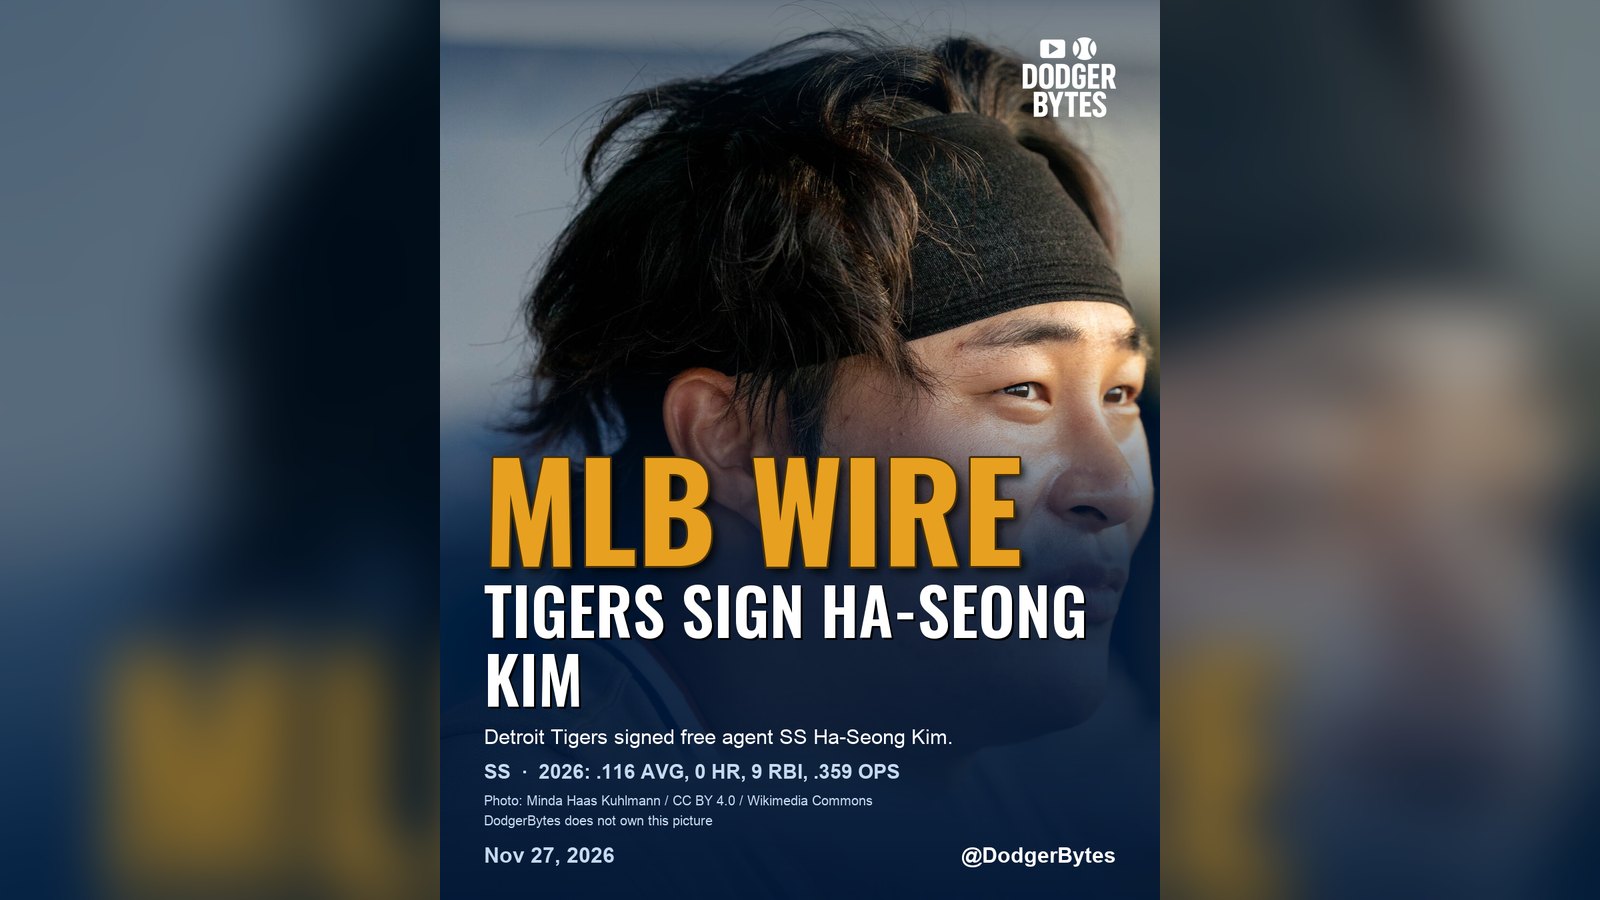 DODGER
BYTES
MLB WIRE
TIGERS SIGN HA-SEONG
KIM
Detroit Tigers signed free agent SS Ha-Seong Kim.
SS · 2026: .116 AVG, 0 HR, 9 RBI, .359 OPS
Photo: Minda Haas Kuhlmann / CC BY 4.0 / Wikimedia Commons
DodgerBytes does not own this picture
Nov 27, 2026
@DodgerBytes